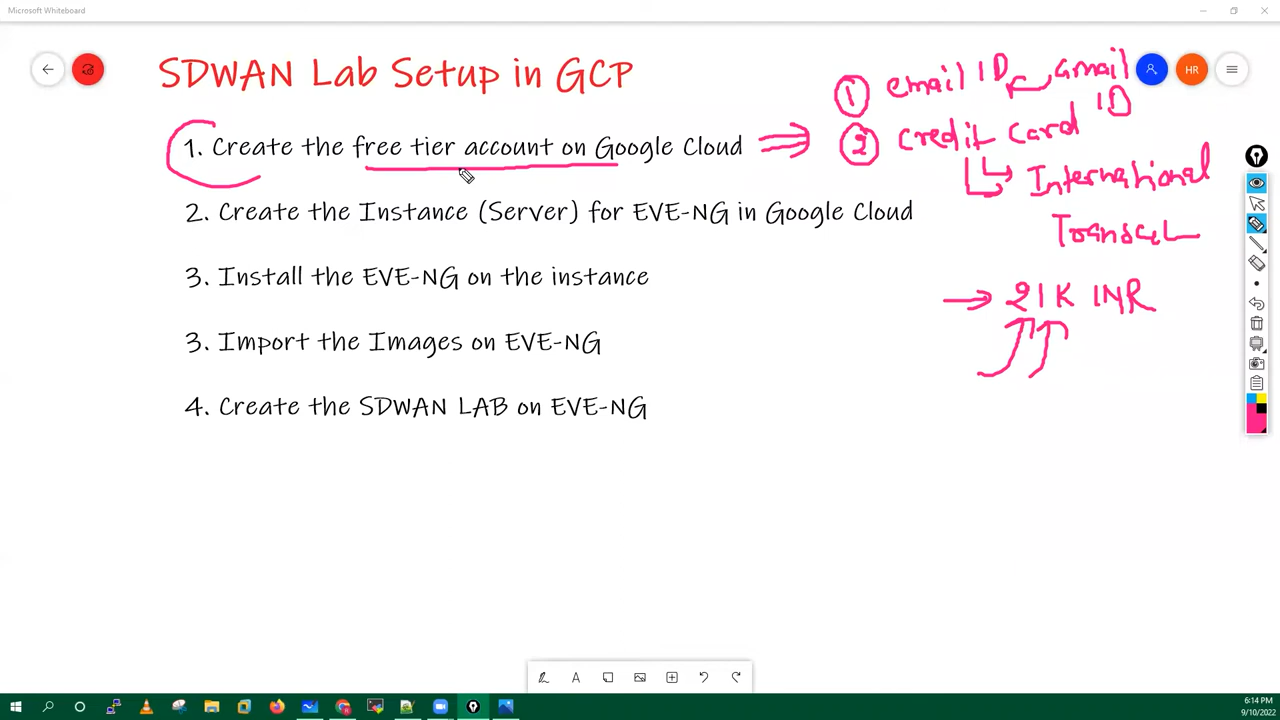 Microsoft Whiteboard
SDWAN Lab Setup in GCP
HR
1. Create the free tier account on Google Cloud
2. Create the Instance (Server) for EVE-NG in Google Cloud
3. Install the EVE-NG on the instance
3. Import the Images on EVE-NG
4. Create the SDWAN LAB on EVE-NG
1 email ID Gmail ID
2 Credit Card
International
→ 21K INR
A
6:14 PM
9/10/2022